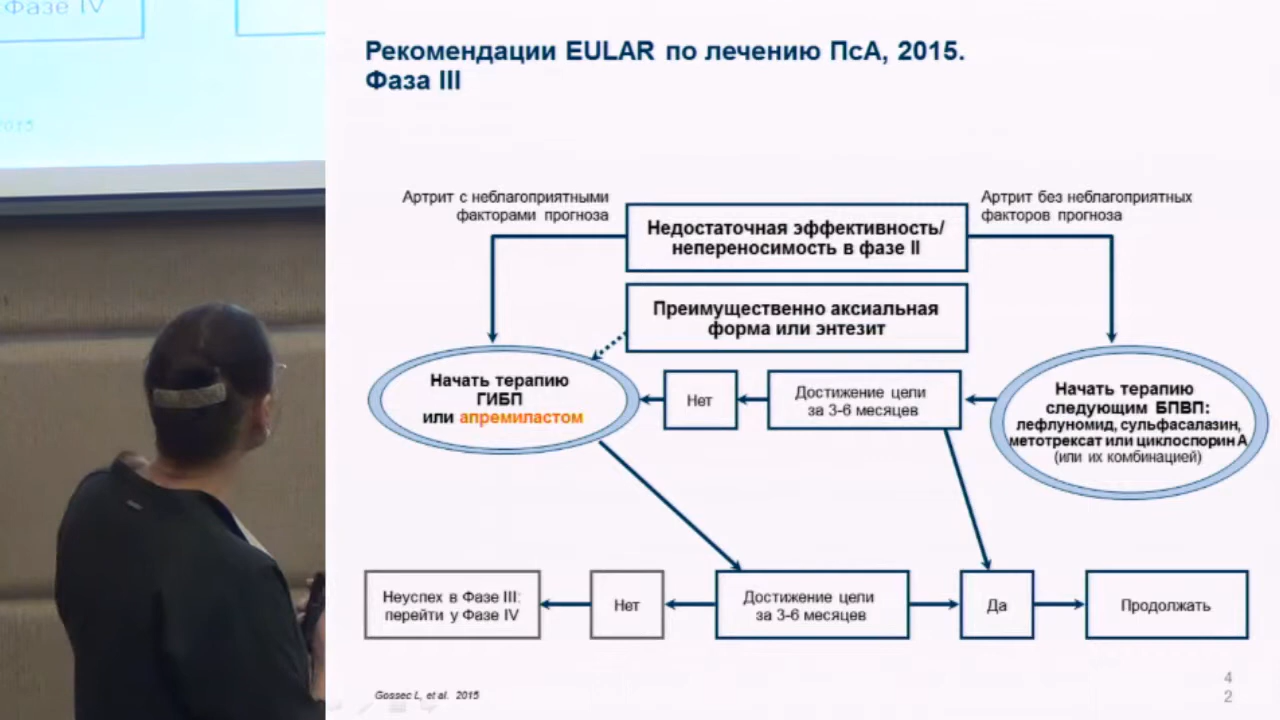 Фазе IV
2015
Рекомендации EULAR по лечению ПсА, 2015.
Фаза III
Артрит с неблагоприятными
факторами прогноза
Недостаточная эффективность/
непереносимость в фазе II
Артрит без неблагоприятных
факторов прогноза
Преимущественно аксиальная
форма или энтезит
Начать терапию
ГИБП
или апремиластом
Нет
Достижение цели
за 3-6 месяцев
Начать терапию
следующим БПВП:
лефлуномид, сульфасалазин,
метотрексат или циклоспорин А
(или их комбинацией)
Неуспех в Фазе III:
перейти у Фазе IV
Нет
Достижение цели
за 3-6 месяцев
Да
Продолжать
Gossec L, et al. 2015
4
2